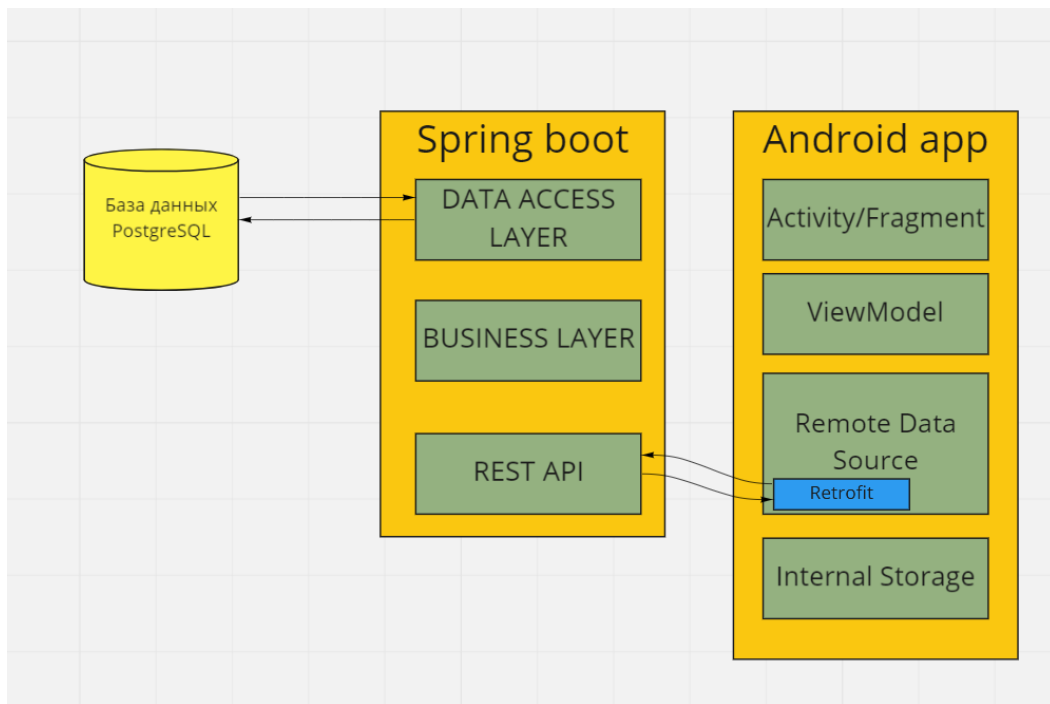 База данных
PostgreSQL
Spring boot
DATA ACCESS
LAYER
BUSINESS LAYER
REST API
Android app
Activity/Fragment
ViewModel
Remote Data
Source
Retrofit
Internal Storage